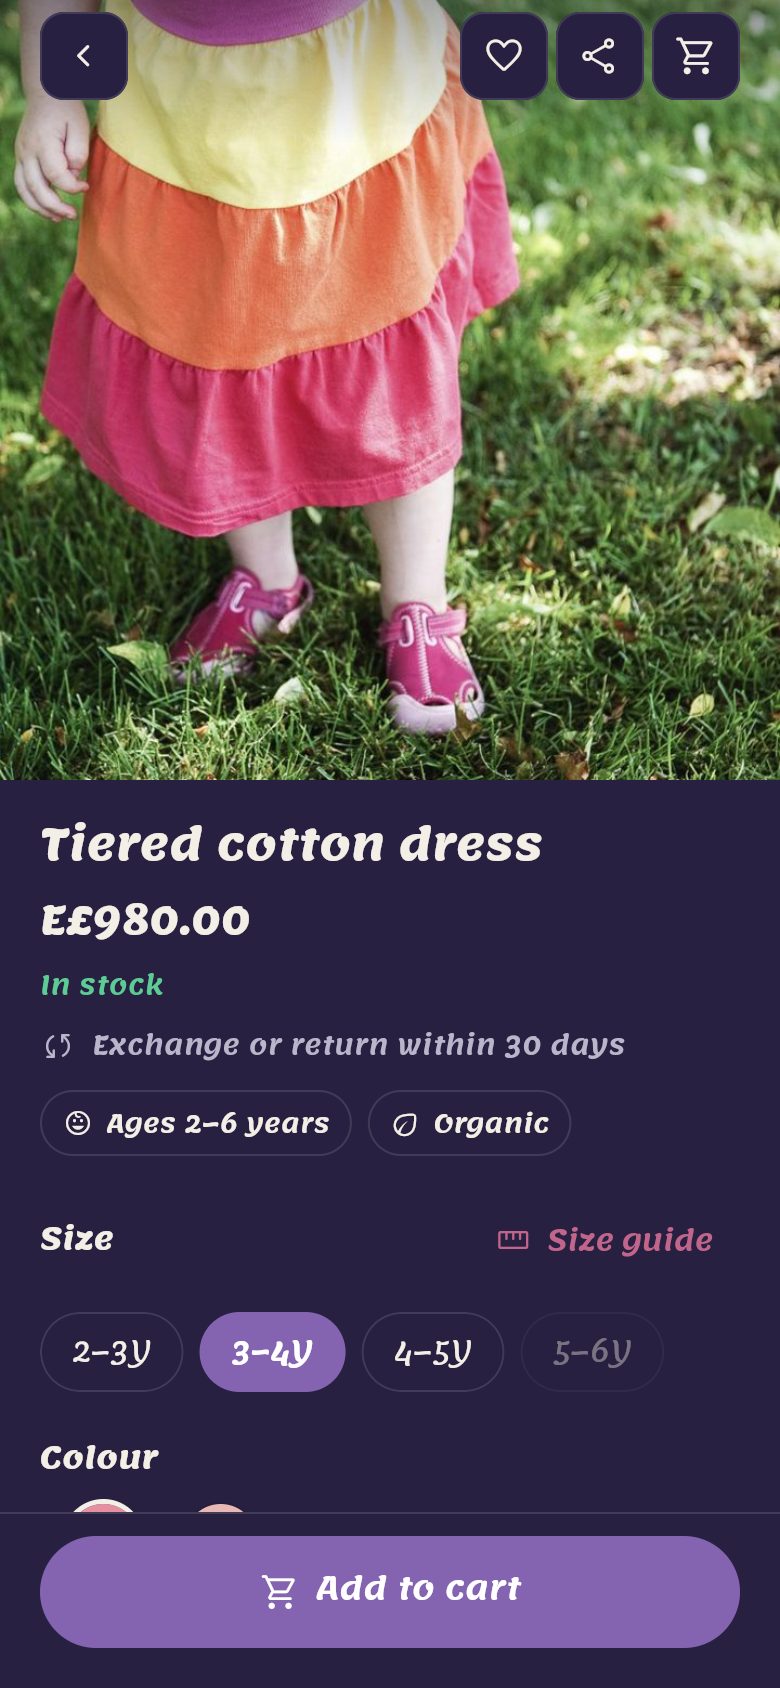 Tiered cotton dress
E£980.00
In stock
Exchange or return within 30 days
Ages 2–6 years
Organic
Size
Size guide
2–3Y
3–4Y
4–5Y
5–6Y
Colour
Add to cart